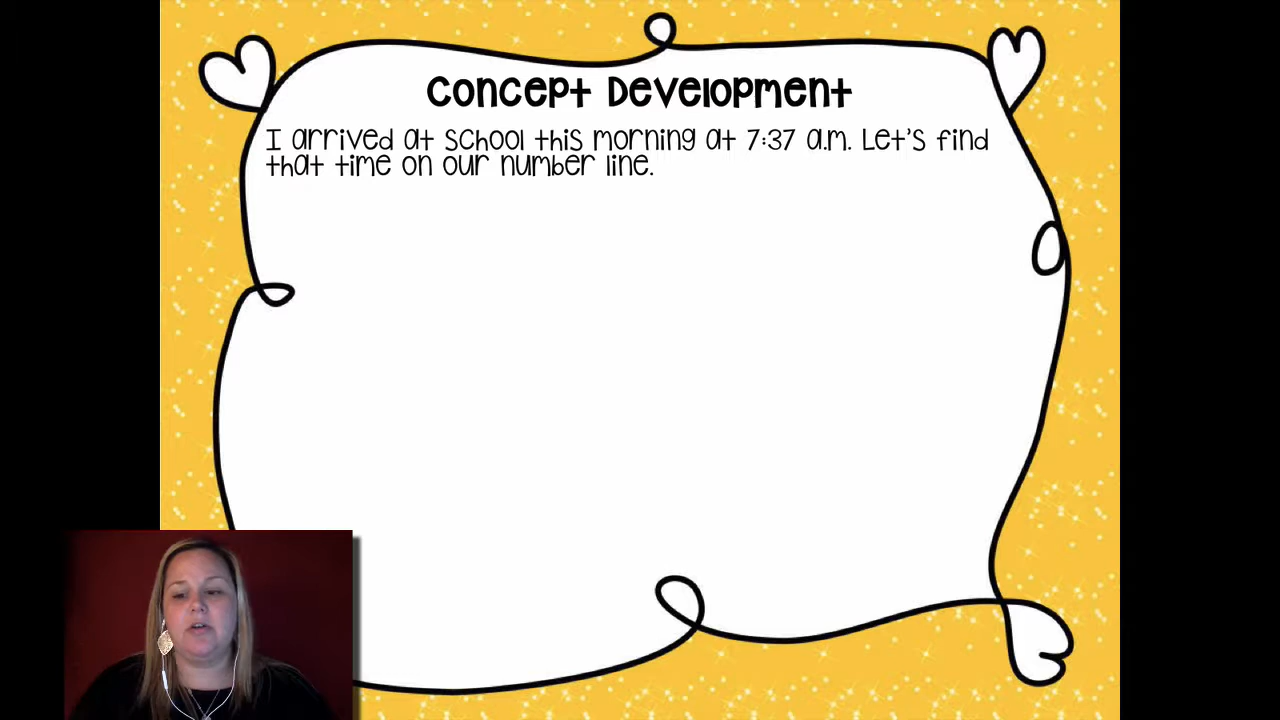 Concept Development
I arrived at school this morning at 7:37 a.m. Let's find
that time on our number line.